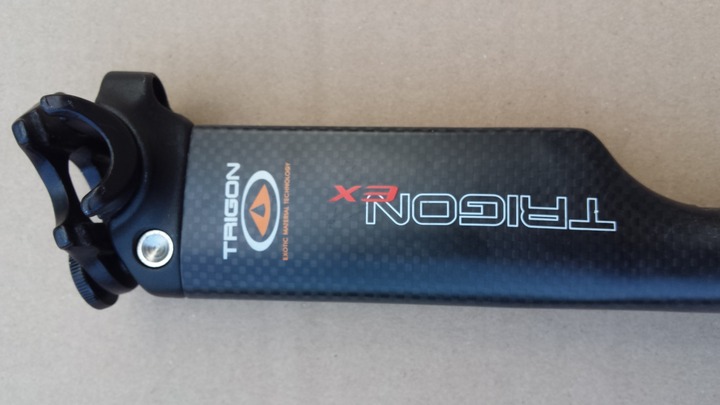 TRIGON
EXOTIC MATERIAL TECHNOLOGY
TRIGON
EX